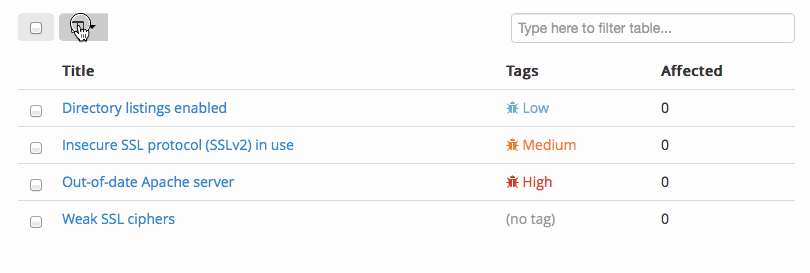 Type here to filter table...
Title Tags Affected
Directory listings enabled Low 0
Insecure SSL protocol (SSLv2) in use Medium 0
Out-of-date Apache server High 0
Weak SSL ciphers (no tag) 0